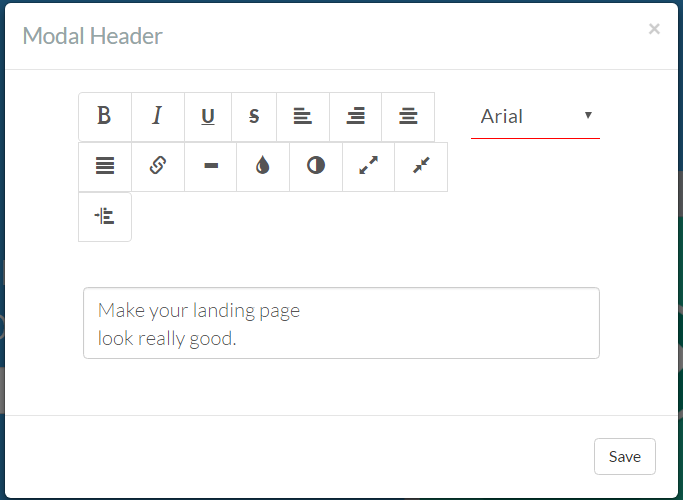 Modal Header
×
B I U S
Arial
Make your landing page
look really good.
Save